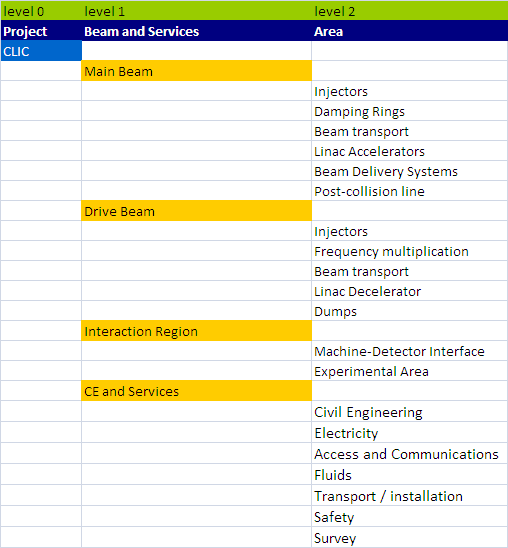 level 0 level 1 level 2
Project Beam and Services Area
CLIC
Main Beam
Injectors
Damping Rings
Beam transport
Linac Accelerators
Beam Delivery Systems
Post-collision line
Drive Beam
Injectors
Frequency multiplication
Beam transport
Linac Decelerator
Dumps
Interaction Region
Machine-Detector Interface
Experimental Area
CE and Services
Civil Engineering
Electricity
Access and Communications
Fluids
Transport / installation
Safety
Survey